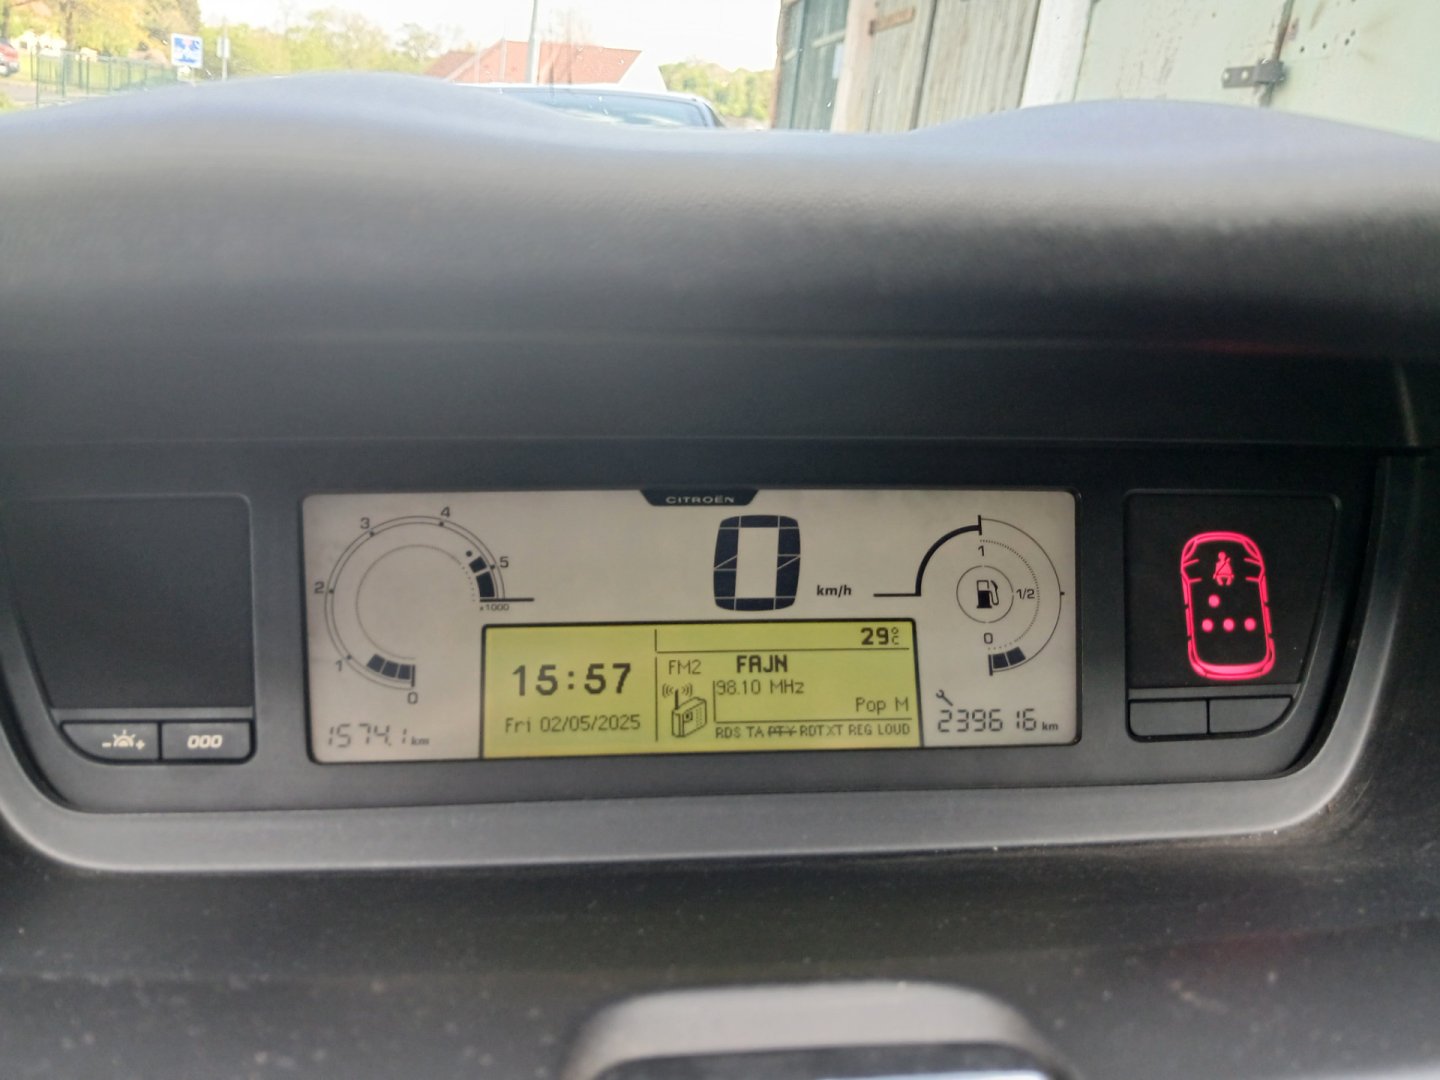 CITROËN
3
4
5
2
x1000
1
0
1574.1 km
000
0 km/h
1
1/2
0
29°C
15:57
FM2 FAJN
98.10 MHz
Pop M
Fri 02/05/2025
RDS TA PTY RDTXT REG LOUD
239616 km
- +